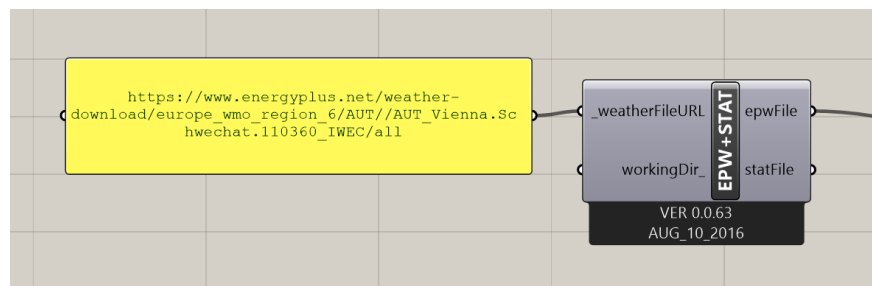 https://www.energyplus.net/weather-
download/europe_wmo_region_6/AUT//AUT_Vienna.Sc
hwechat.110360_IWEC/all
_weatherFileURL
workingDir_
EPW+STAT
epwFile
statFile
VER 0.0.63
AUG_10_2016